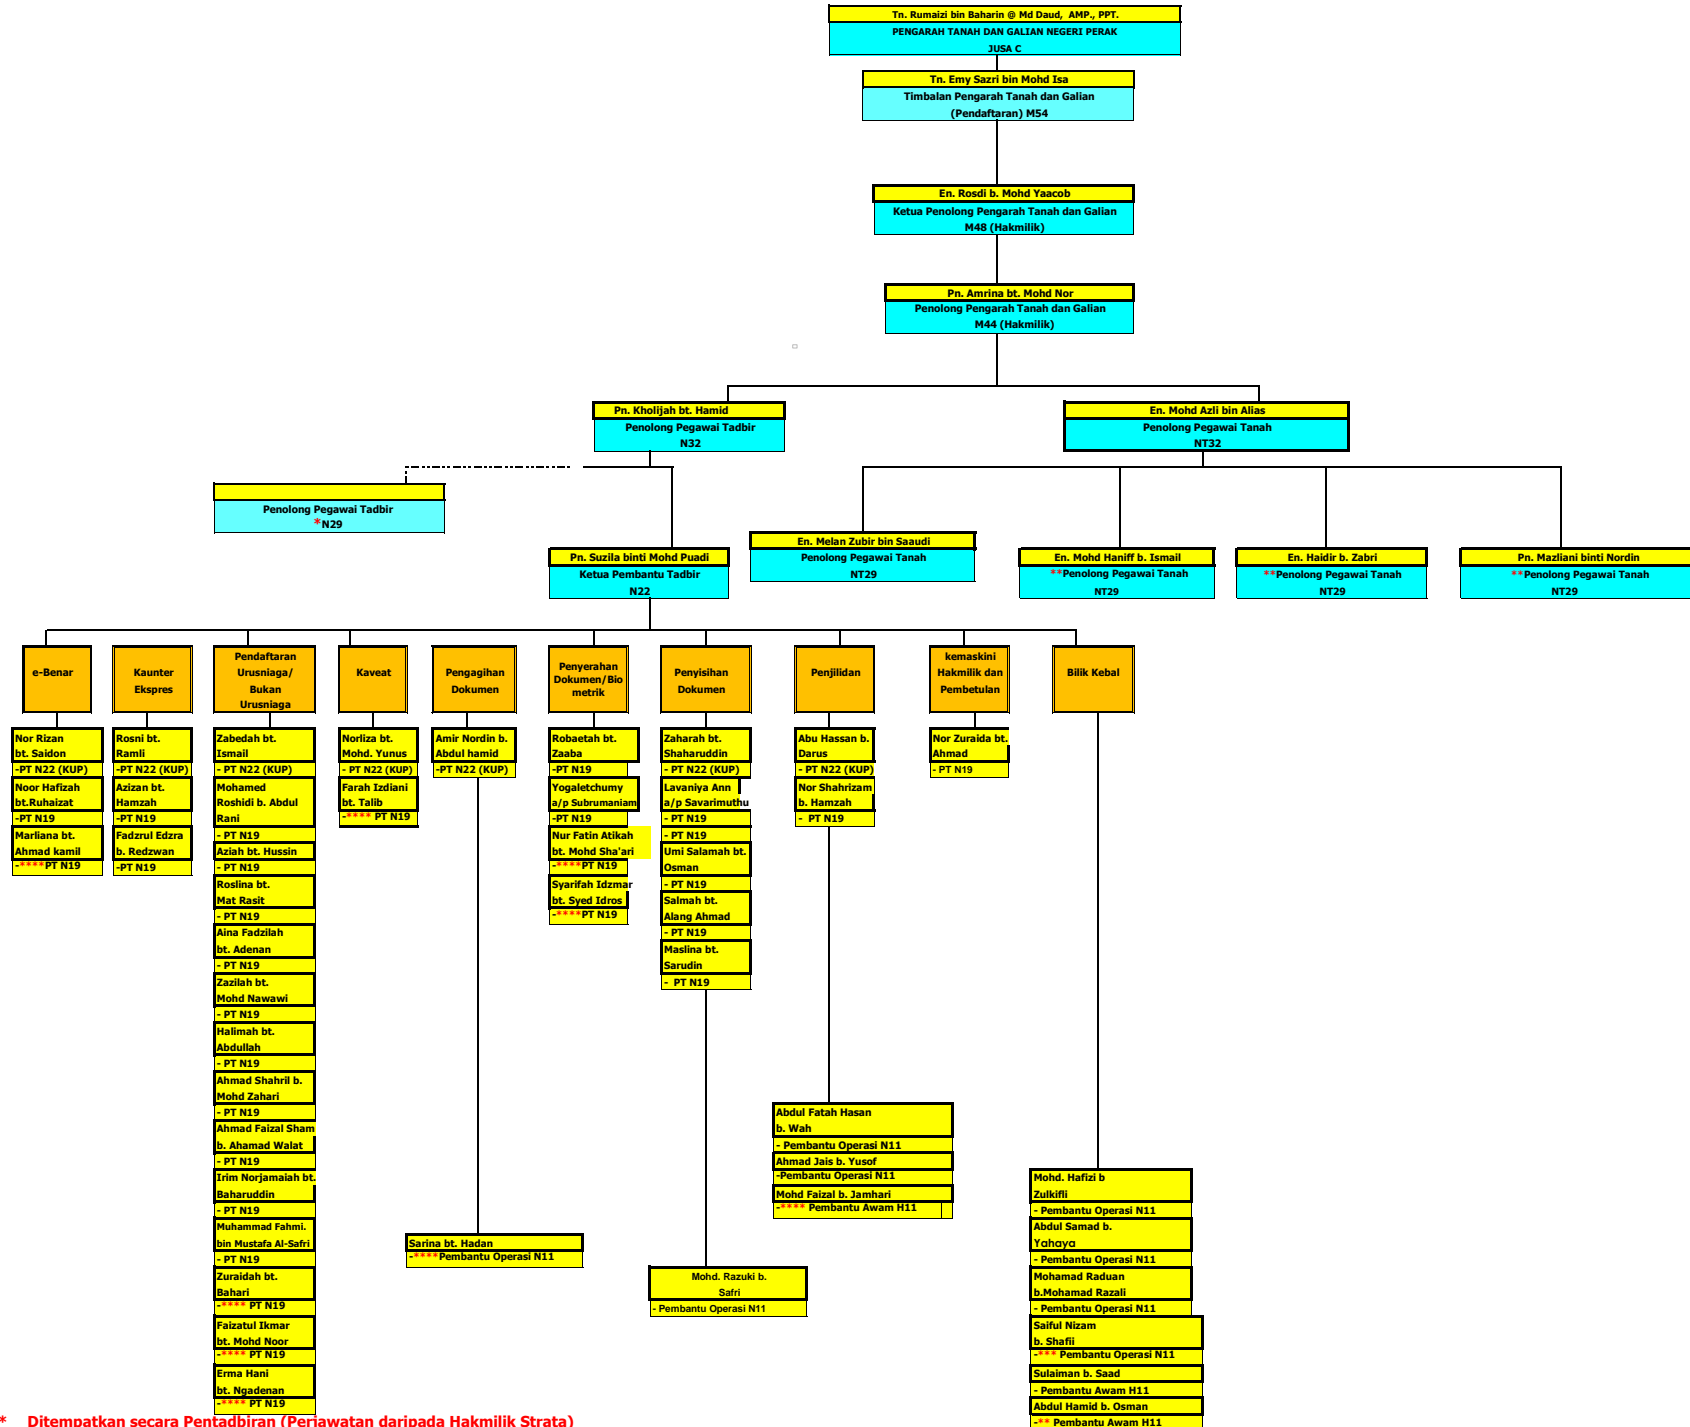 Tn. Rumaizi bin Baharin @ Md Daud, AMP., PPT.
PENGARAH TANAH DAN GALIAN NEGERI PERAK
JUSA C
Tn. Emy Sazri bin Mohd Isa
Timbalan Pengarah Tanah dan Galian
(Pendaftaran) M54
En. Rosdi b. Mohd Yaacob
Ketua Penolong Pengarah Tanah dan Galian
M48 (Hakmilik)
Pn. Amrina bt. Mohd Nor
Penolong Pengarah Tanah dan Galian
M44 (Hakmilik)
Pn. Kholijah bt. Hamid
Penolong Pegawai Tadbir
N32
En. Mohd Azli bin Alias
Penolong Pegawai Tanah
NT32
Penolong Pegawai Tadbir
*N29
Pn. Suzila binti Mohd Puadi
Ketua Pembantu Tadbir
N22
En. Melan Zubir bin Saaudi
Penolong Pegawai Tanah
NT29
En. Mohd Haniff b. Ismail
**Penolong Pegawai Tanah
NT29
En. Haidir b. Zabri
**Penolong Pegawai Tanah
NT29
Pn. Mazliani binti Nordin
**Penolong Pegawai Tanah
NT29
e-Benar
Nor Rizan
bt. Saidon
-PT N22 (KUP)
Noor Hafizah
bt.Ruhaizat
-PT N19
Marliana bt.
Ahmad kamil
-****PT N19
Kaunter
Ekspres
Rosni bt.
Ramli
-PT N22 (KUP)
Azizan bt.
Hamzah
-PT N19
Fadzrul Edzra
b. Redzwan
-PT N19
Pendaftaran
Urusniaga/
Bukan
Urusniaga
Zabedah bt.
Ismail
- PT N22 (KUP)
Mohamed
Roshidi b. Abdul
Rani
- PT N19
Aziah bt. Hussin
- PT N19
Roslina bt.
Mat Rasit
- PT N19
Aina Fadzilah
bt. Adenan
- PT N19
Zazilah bt.
Mohd Nawawi
- PT N19
Halimah bt.
Abdullah
- PT N19
Ahmad Shahril b.
Mohd Zahari
- PT N19
Ahmad Faizal Sham
b. Ahamad Walat
- PT N19
Irim Norjamaiah bt.
Baharuddin
- PT N19
Muhammad Fahmi.
bin Mustafa Al-Safri
- PT N19
Zuraidah bt.
Bahari
-**** PT N19
Faizatul Ikmar
bt. Mohd Noor
-**** PT N19
Erma Hani
bt. Ngadenan
-**** PT N19
Kaveat
Norliza bt.
Mohd. Yunus
- PT N22 (KUP)
Farah Izdiani
bt. Talib
-**** PT N19
Pengagihan
Dokumen
Amir Nordin b.
Abdul hamid
-PT N22 (KUP)
Sarina bt. Hadan
-****Pembantu Operasi N11
Penyerahan
Dokumen/Bio
metrik
Robaetah bt.
Zaaba
-PT N19
Yogaletchumy
a/p Subrumaniam
-PT N19
Nur Fatin Atikah
bt. Mohd Sha'ari
-****PT N19
Syarifah Idzmar
bt. Syed Idros
-****PT N19
Penyisihan
Dokumen
Zaharah bt.
Shaharuddin
- PT N22 (KUP)
Lavaniya Ann
a/p Savarimuthu
- PT N19
- PT N19
Umi Salamah bt.
Osman
- PT N19
Salmah bt.
Alang Ahmad
- PT N19
Maslina bt.
Sarudin
- PT N19
Mohd. Razuki b.
Safri
- Pembantu Operasi N11
Penjilidan
Abu Hassan b.
Darus
- PT N22 (KUP)
Nor Shahrizam
b. Hamzah
- PT N19
Abdul Fatah Hasan
b. Wah
- Pembantu Operasi N11
Ahmad Jais b. Yusof
-Pembantu Operasi N11
Mohd Faizal b. Jamhari
-**** Pembantu Awam H11
kemaskini
Hakmilik dan
Pembetulan
Nor Zuraida bt.
Ahmad
- PT N19
Bilik Kebal
Mohd. Hafizi b
Zulkifli
- Pembantu Operasi N11
Abdul Samad b.
Yahaya
- Pembantu Operasi N11
Mohamad Raduan
b.Mohamad Razali
- Pembantu Operasi N11
Saiful Nizam
b. Shafii
-*** Pembantu Operasi N11
Sulaiman b. Saad
- Pembantu Awam H11
Abdul Hamid b. Osman
-** Pembantu Awam H11
* Ditempatkan secara Pentadbiran (Perjawatan daripada Hakmilik Strata)